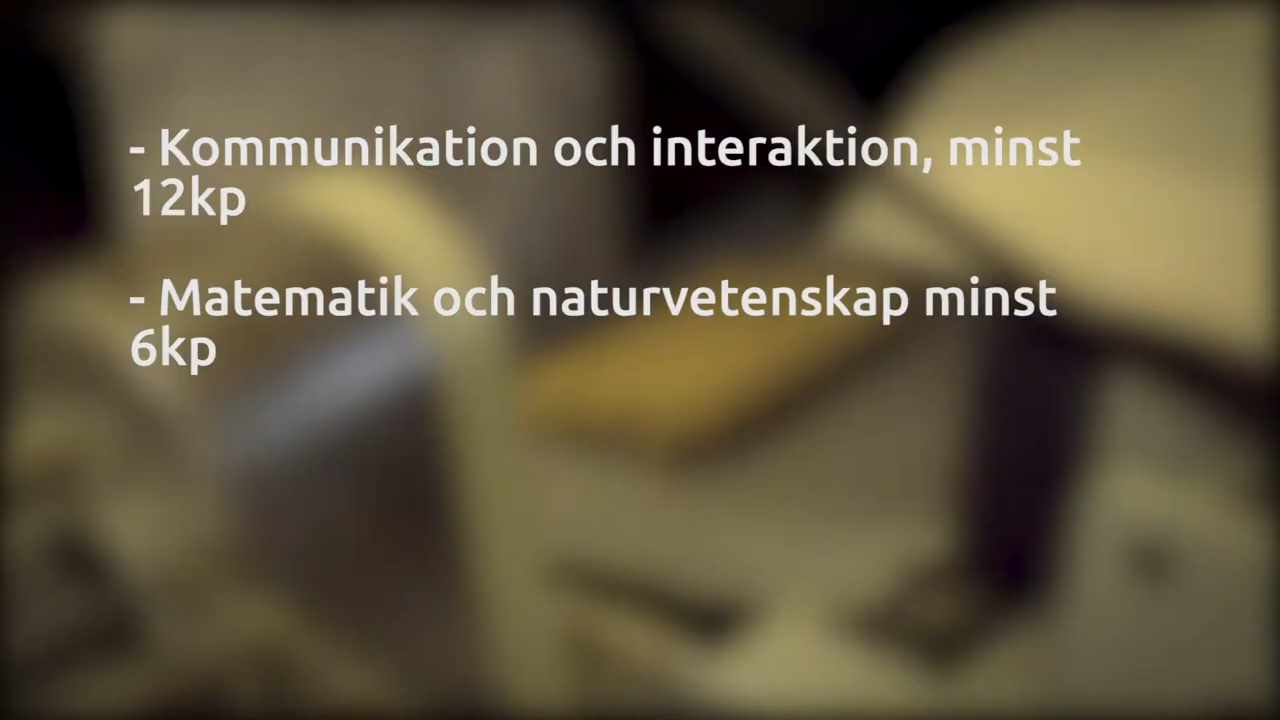 - Kommunikation och interaktion, minst
12kp
- Matematik och naturvetenskap minst
6kp